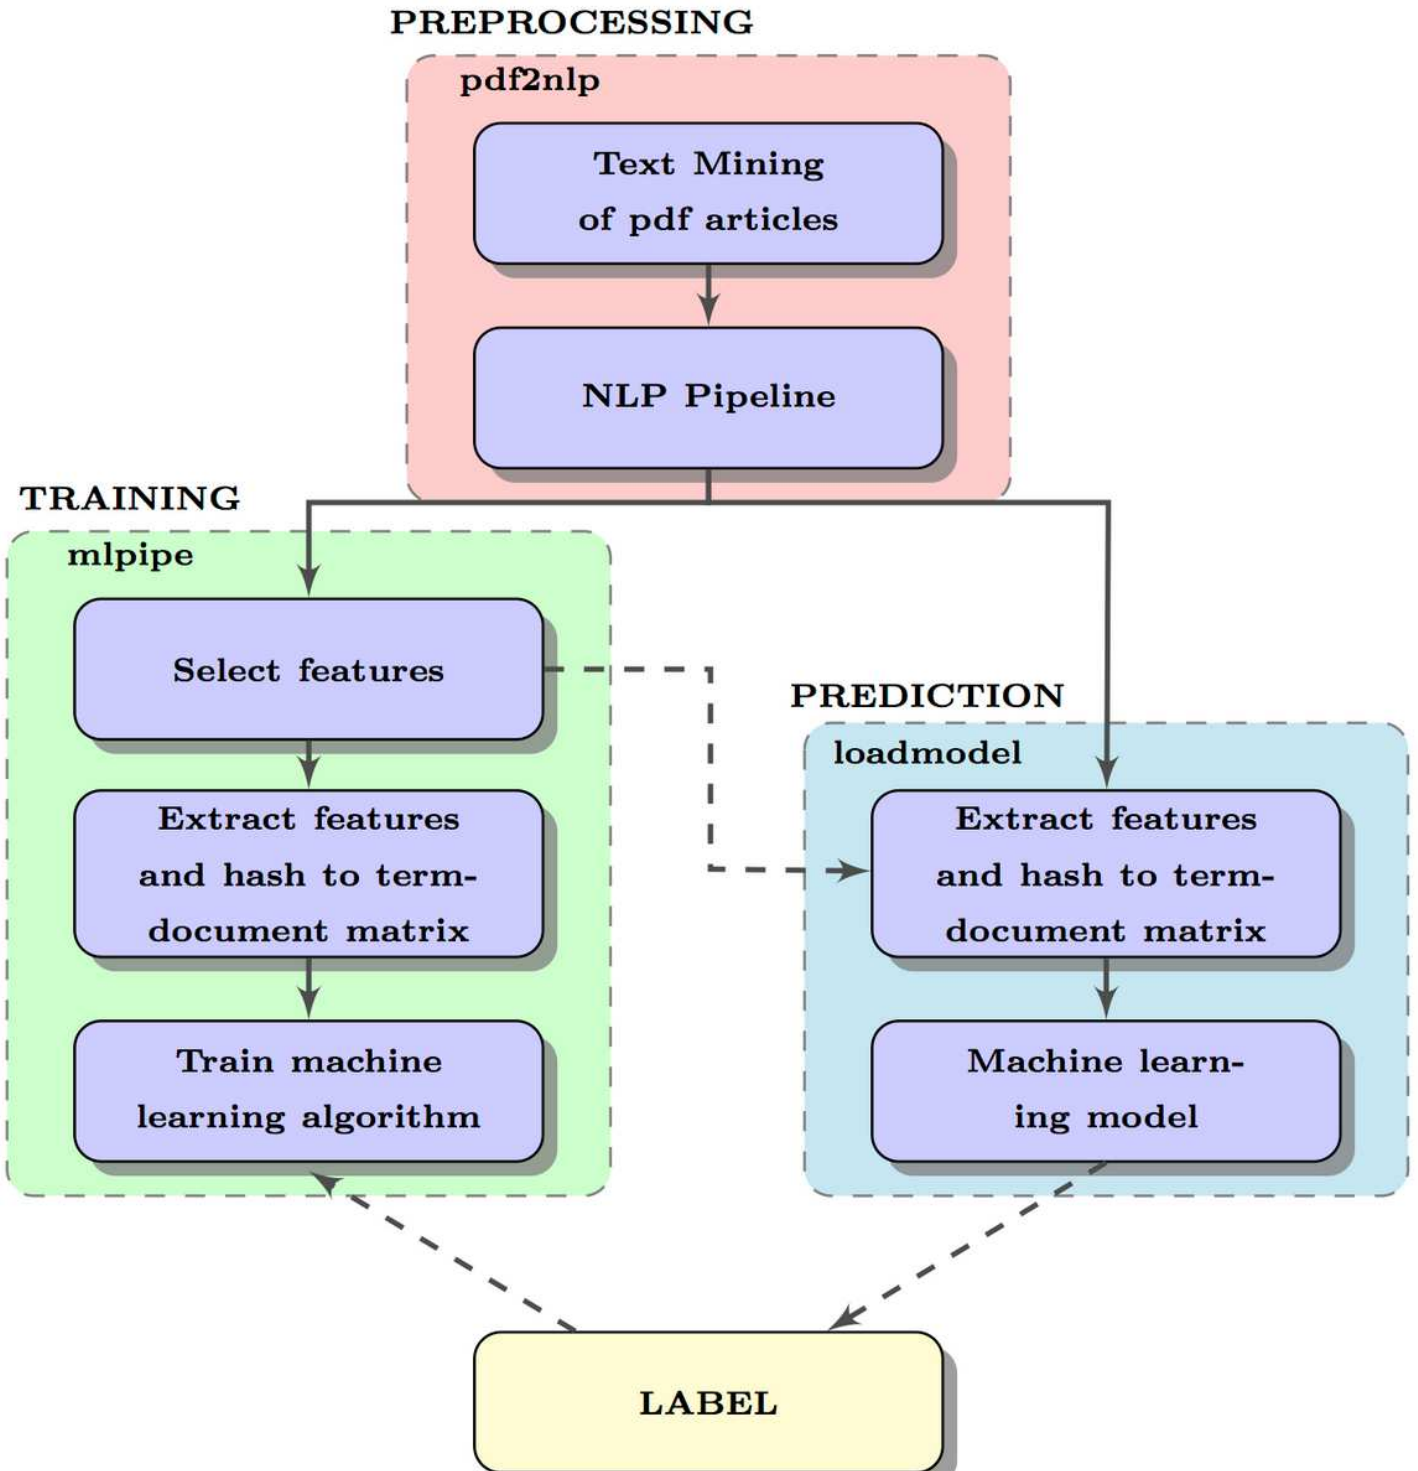 PREPROCESSING
pdf2nlp
Text Mining
of pdf articles
NLP Pipeline
TRAINING
mlpipe
Select features
Extract features
and hash to term-
document matrix
Train machine
learning algorithm
PREDICTION
loadmodel
Extract features
and hash to term-
document matrix
Machine learn-
ing model
LABEL